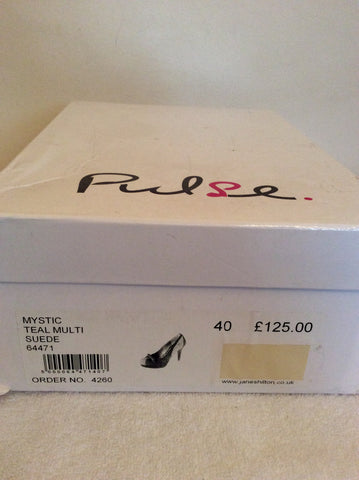 Pulse.
MYSTIC
TEAL MULTI
SUEDE
64471
40 £125.00
ORDER NO. 4260
www.janeshilton.co.uk